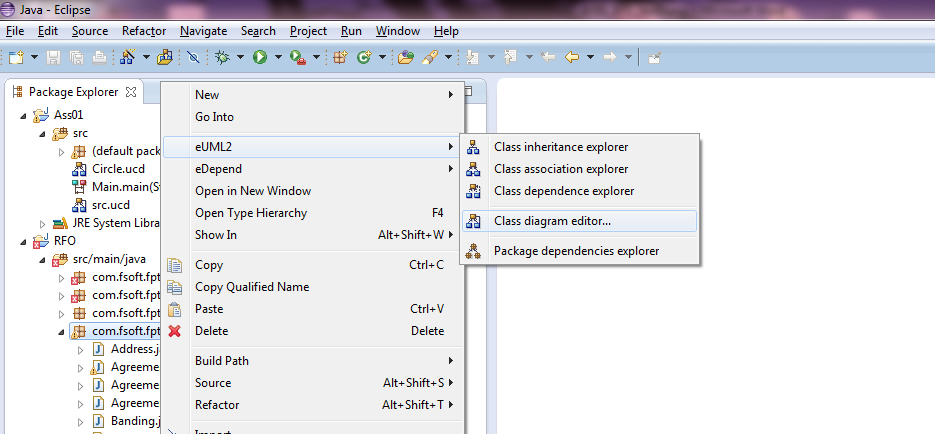 Java - Eclipse
File Edit Source Refactor Navigate Search Project Run Window Help
Package Explorer
Ass01
src
(default pac
Circle.ucd
Main.main(S
src.ucd
JRE System Libra
RFO
src/main/java
com.fsoft.fpt
com.fsoft.fpt
com.fsoft.fpt
com.fsoft.fpt
Address.ja
Agreeme
Agreeme
Agreeme
Banding.j
New
Go Into
eUML2
eDepend
Open in New Window
Open Type Hierarchy F4
Show In Alt+Shift+W
Copy Ctrl+C
Copy Qualified Name
Paste Ctrl+V
Delete Delete
Build Path
Source Alt+Shift+S
Refactor Alt+Shift+T
Import
Class inheritance explorer
Class association explorer
Class dependence explorer
Class diagram editor...
Package dependencies explorer